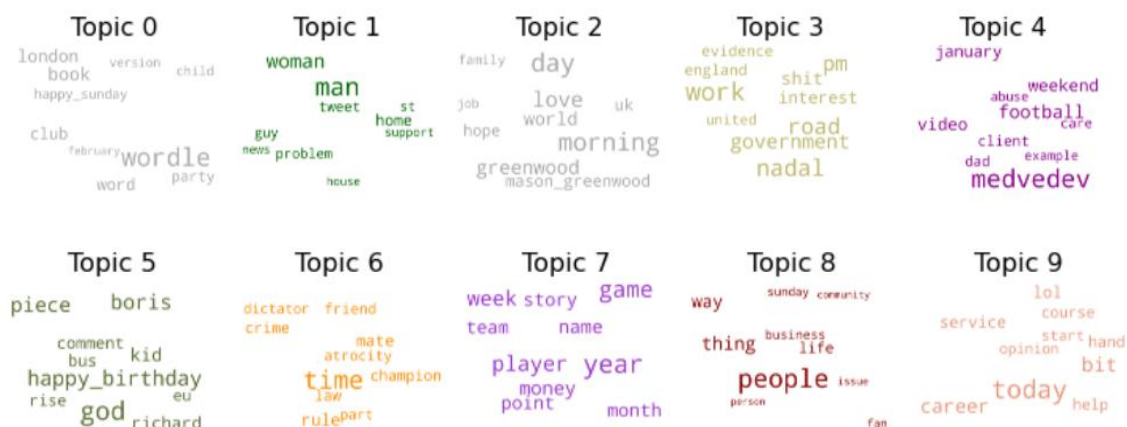 Topic 0
london
version
book
child
happy_sunday
club
february
wordle
word
party
Topic 1
woman
man
tweet
st
home
guy
support
news
problem
house
Topic 2
family
day
job
love
uk
world
hope
morning
greenwood
mason_greenwood
Topic 3
evidence
england
pm
shit
work
interest
united
road
government
nadal
Topic 4
january
weekend
abuse
football
video
care
client
dad
example
medvedev
Topic 5
piece
boris
comment
bus
kid
happy_birthday
rise
eu
god
richard
Topic 6
dictator
friend
crime
mate
atrocity
time
champion
law
rule
part
Topic 7
week
story
game
team
name
player
year
money
point
month
Topic 8
way
sunday
community
thing
business
life
people
issue
person
fan
Topic 9
lol
course
service
start
hand
opinion
bit
today
career
help